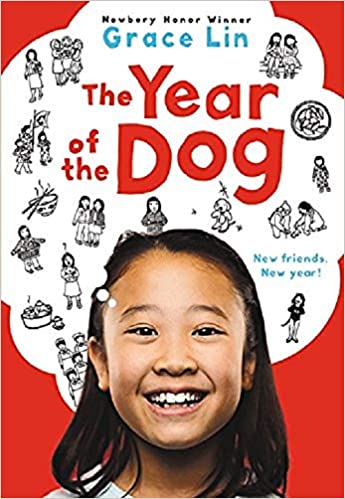 Newbery Honor Winner
Grace Lin
The Year
of the Dog
New friends.
New year!